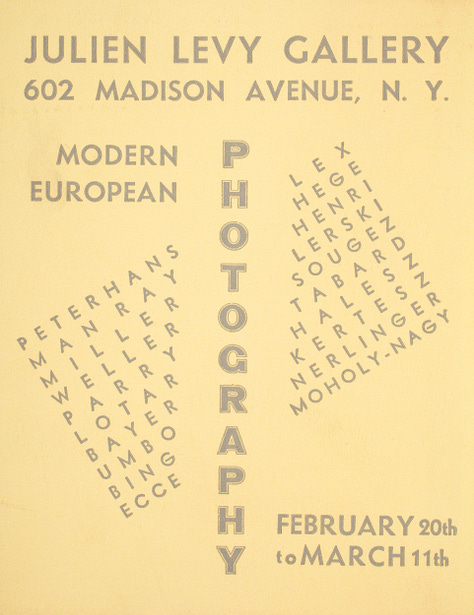 JULIEN LEVY GALLERY
602 MADISON AVENUE, N. Y.
MODERN
EUROPEAN
PHOTOGRAPHY
PETERHANS
MAN RAY
MILLER
WELLER
PARRY
LOTAR
BAYER
UMBO
BING
ECCE
LEX
HEGE
HENRI
LERSKI
SOUGEZ
TABARD
HALESZ
KERTESZ
NERLINGER
MOHOLY-NAGY
FEBRUARY 20th
to MARCH 11th